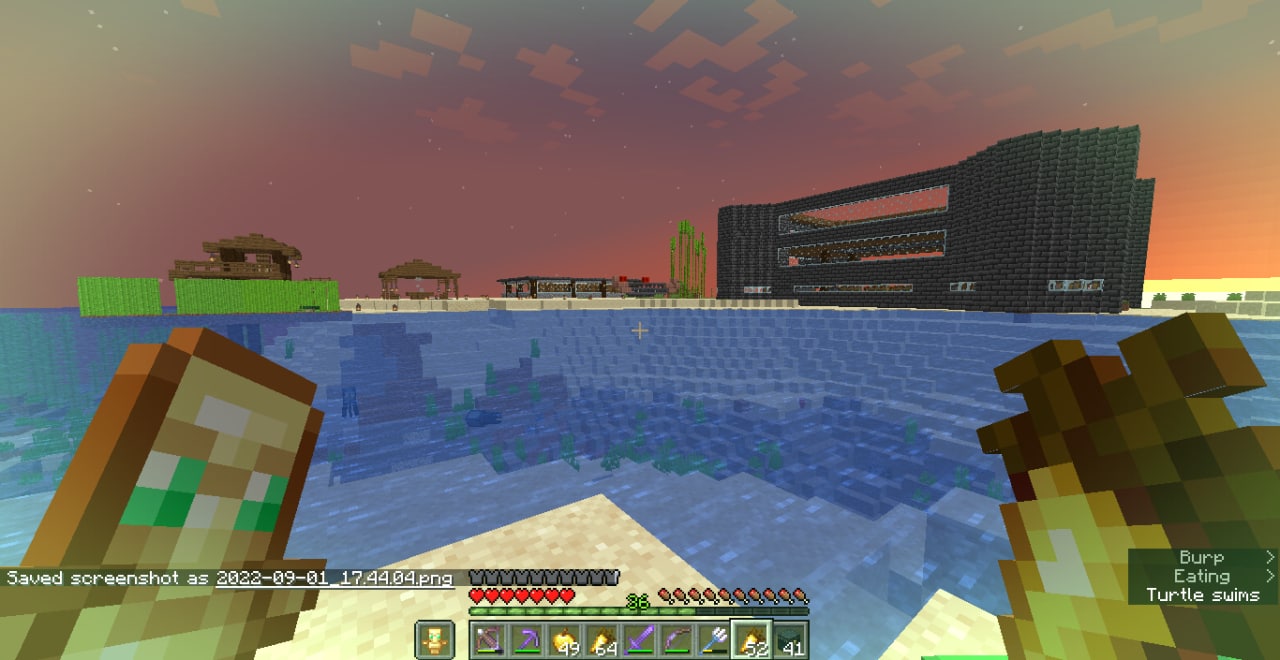 Burp >
Eating >
Turtle swims
Saved screenshot as 2022-09-01_17.44.04.png
36
49
64
52
41